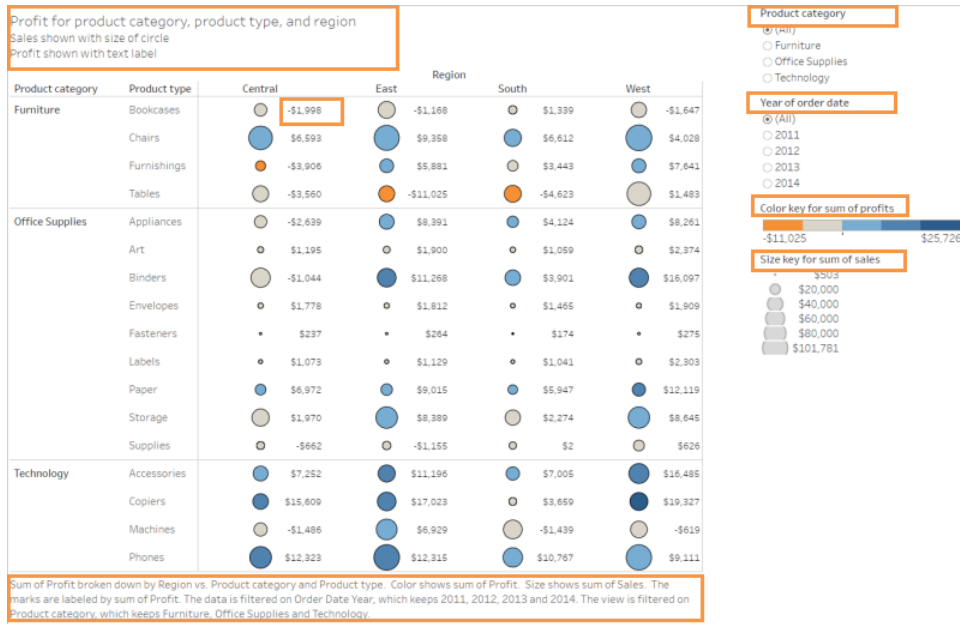 Profit for product category, product type, and region
Sales shown with size of circle
Profit shown with text label
Region
Product category Product type Central East South West
Furniture Bookcases -$1,998 -$1,168 $1,339 -$1,647
Chairs $6,593 $9,358 $6,612 $4,028
Furnishings -$3,906 $5,881 $3,443 $7,641
Tables -$3,560 -$11,025 -$4,623 $1,483
Office Supplies Appliances -$2,639 $8,391 $4,124 $8,261
Art $1,195 $1,900 $1,059 $2,374
Binders -$1,044 $11,268 $3,901 $16,097
Envelopes $1,778 $1,812 $1,465 $1,909
Fasteners $237 $264 $174 $275
Labels $1,073 $1,129 $1,041 $2,303
Paper $6,972 $9,015 $5,947 $12,119
Storage $1,970 $8,389 $2,274 $8,645
Supplies -$662 -$1,155 $2 $626
Technology Accessories $7,252 $11,196 $7,005 $16,485
Copiers $15,609 $17,023 $3,659 $19,327
Machines -$1,486 $6,929 -$1,439 -$619
Phones $12,323 $12,315 $10,767 $9,111
Sum of Profit broken down by Region vs. Product category and Product type. Color shows sum of Profit. Size shows sum of Sales. The
marks are labeled by sum of Profit. The data is filtered on Order Date Year, which keeps 2011, 2012, 2013 and 2014. The view is filtered on
Product category, which keeps Furniture, Office Supplies and Technology.
Product category
(All)
Furniture
Office Supplies
Technology
Year of order date
(All)
2011
2012
2013
2014
Color key for sum of profits
-$11,025 $25,726
Size key for sum of sales
$503
$20,000
$40,000
$60,000
$80,000
$101,781